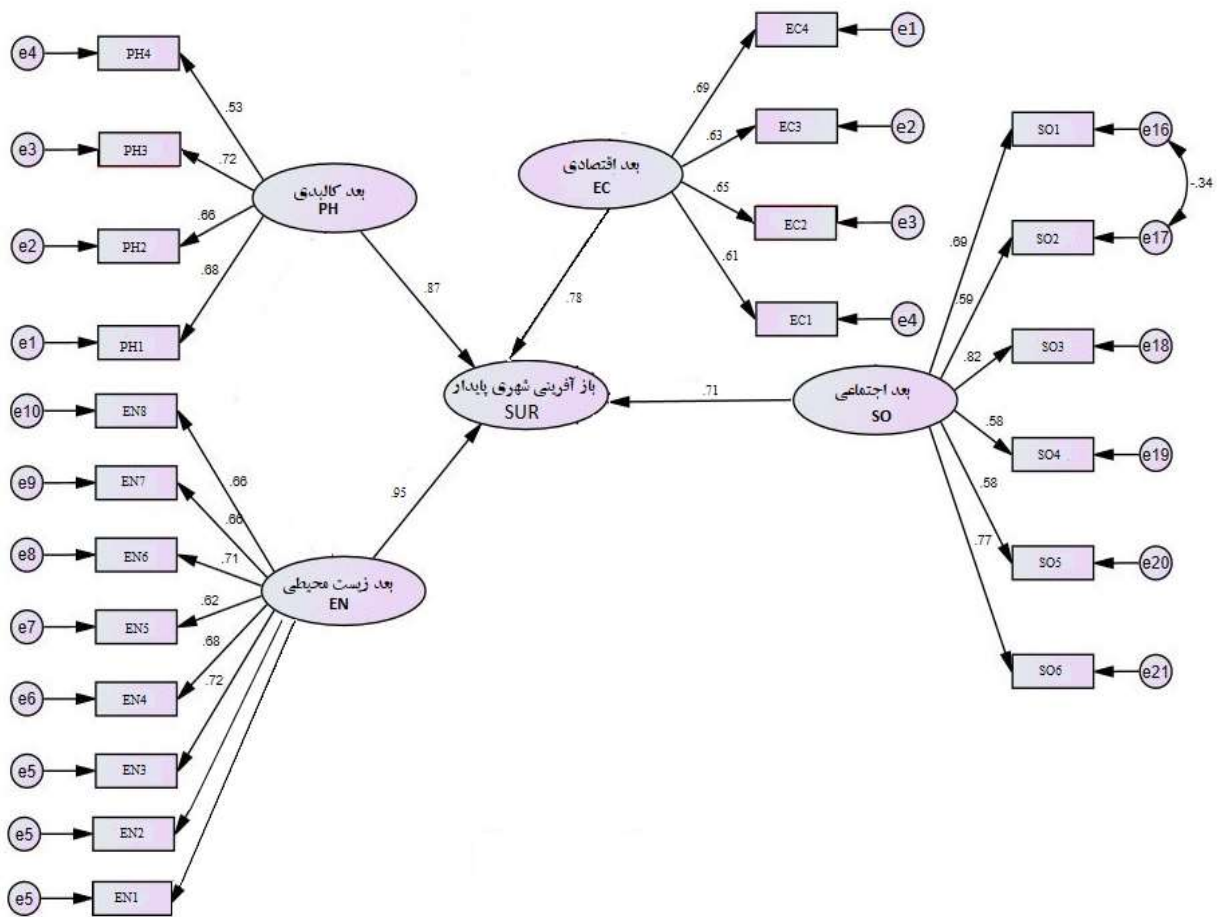 e4
PH4
.53
e3
PH3
.72
e2
PH2
.66
e1
PH1
.68
بعد کالبدی
PH
.87
EC4
e1
.69
EC3
e2
.63
EC2
e3
.65
EC1
e4
.61
بعد اقتصادی
EC
.78
SO1
e16
-.34
.69
SO2
e17
.59
SO3
e18
.82
SO4
e19
.58
SO5
e20
.58
SO6
e21
.77
بعد اجتماعی
SO
.71
باز آفرینی شهری پایدار
SUR
e10
EN8
.66
e9
EN7
.66
e8
EN6
.71
e7
EN5
.62
e6
EN4
.68
e5
EN3
.72
e5
EN2
e5
EN1
بعد زیست محیطی
EN
.95